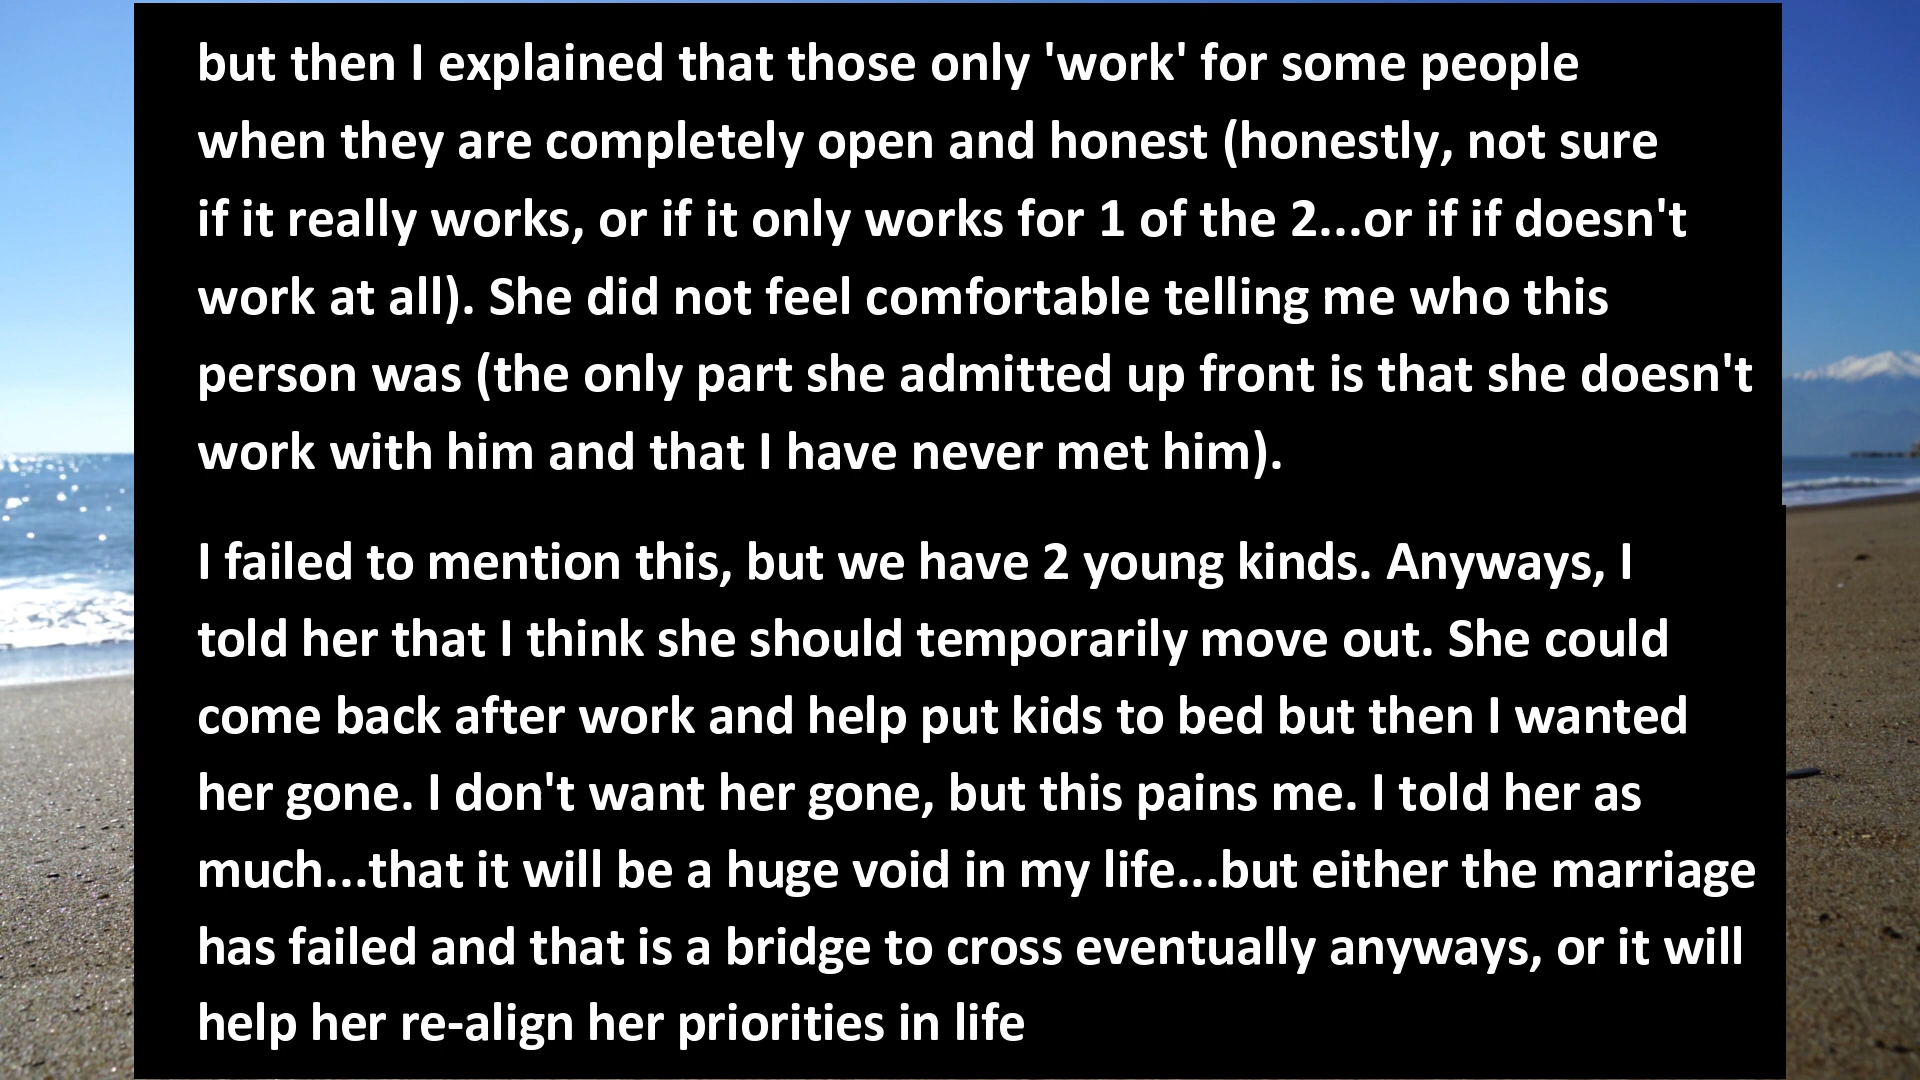 but then I explained that those only 'work' for some people
when they are completely open and honest (honestly, not sure
if it really works, or if it only works for 1 of the 2...or if if doesn't
work at all). She did not feel comfortable telling me who this
person was (the only part she admitted up front is that she doesn't
work with him and that I have never met him).
I failed to mention this, but we have 2 young kinds. Anyways, I
told her that I think she should temporarily move out. She could
come back after work and help put kids to bed but then I wanted
her gone. I don't want her gone, but this pains me. I told her as
much...that it will be a huge void in my life...but either the marriage
has failed and that is a bridge to cross eventually anyways, or it will
help her re-align her priorities in life